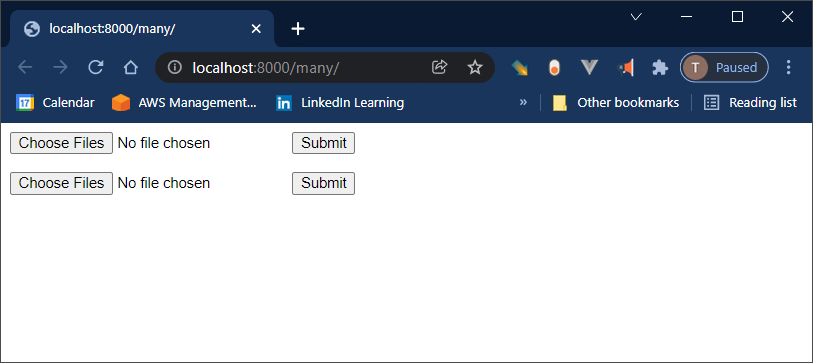 localhost:8000/many/
localhost:8000/many/
T Paused
17 Calendar AWS Management... in LinkedIn Learning » Other bookmarks Reading list
Choose Files No file chosen Submit
Choose Files No file chosen Submit